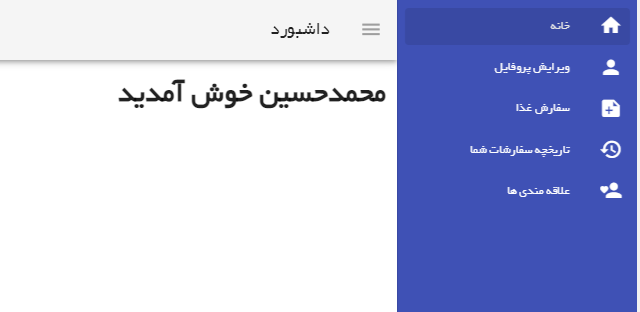 خانه
ویرایش پروفایل
سفارش غذا
تاریخچه سفارشات شما
علاقه مندی ها
داشبورد
محمدحسین خوش آمدید